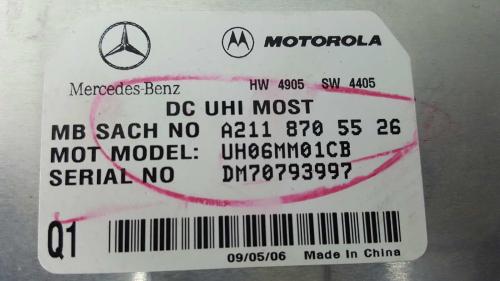 MOTOROLA
Mercedes-Benz HW 4905 SW 4405
DC UHI MOST
MB SACH NO A211 870 55 26
MOT MODEL: UH06MM01CB
SERIAL NO DM70793997
Q1
09/05/06 Made In China